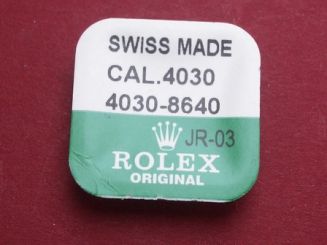 SWISS MADE
CAL.4030
4030-8640
JR-03
ROLEX
ORIGINAL